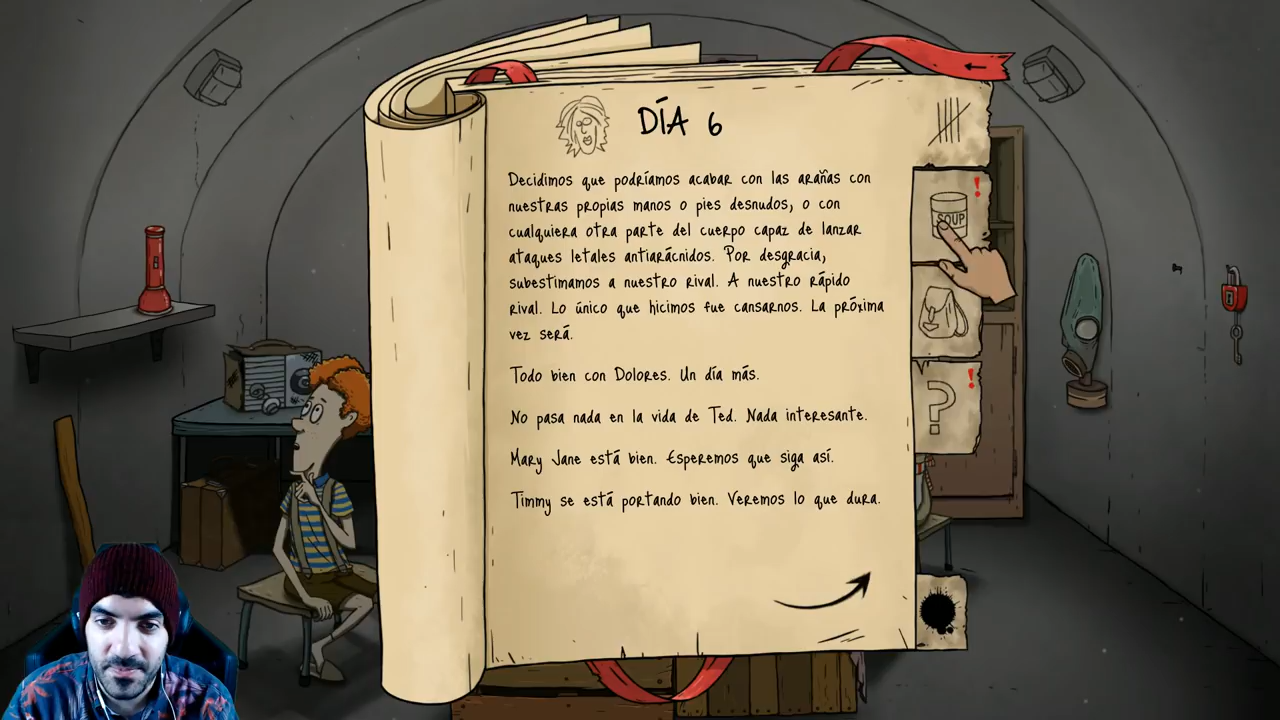 DÍA 6
Decidimos que podríamos acabar con las arañas con
nuestras propias manos o pies desnudos, o con
cualquiera otra parte del cuerpo capaz de lanzar
ataques letales antiarácnidos. Por desgracia,
subestimamos a nuestro rival. A nuestro rápido
rival. Lo único que hicimos fue cansarnos. La próxima
vez será.
Todo bien con Dolores. Un día más.
No pasa nada en la vida de Ted. Nada interesante.
Mary Jane está bien. Esperemos que siga así.
Timmy se está portando bien. Veremos lo que dura.
!
SOUP
!
?